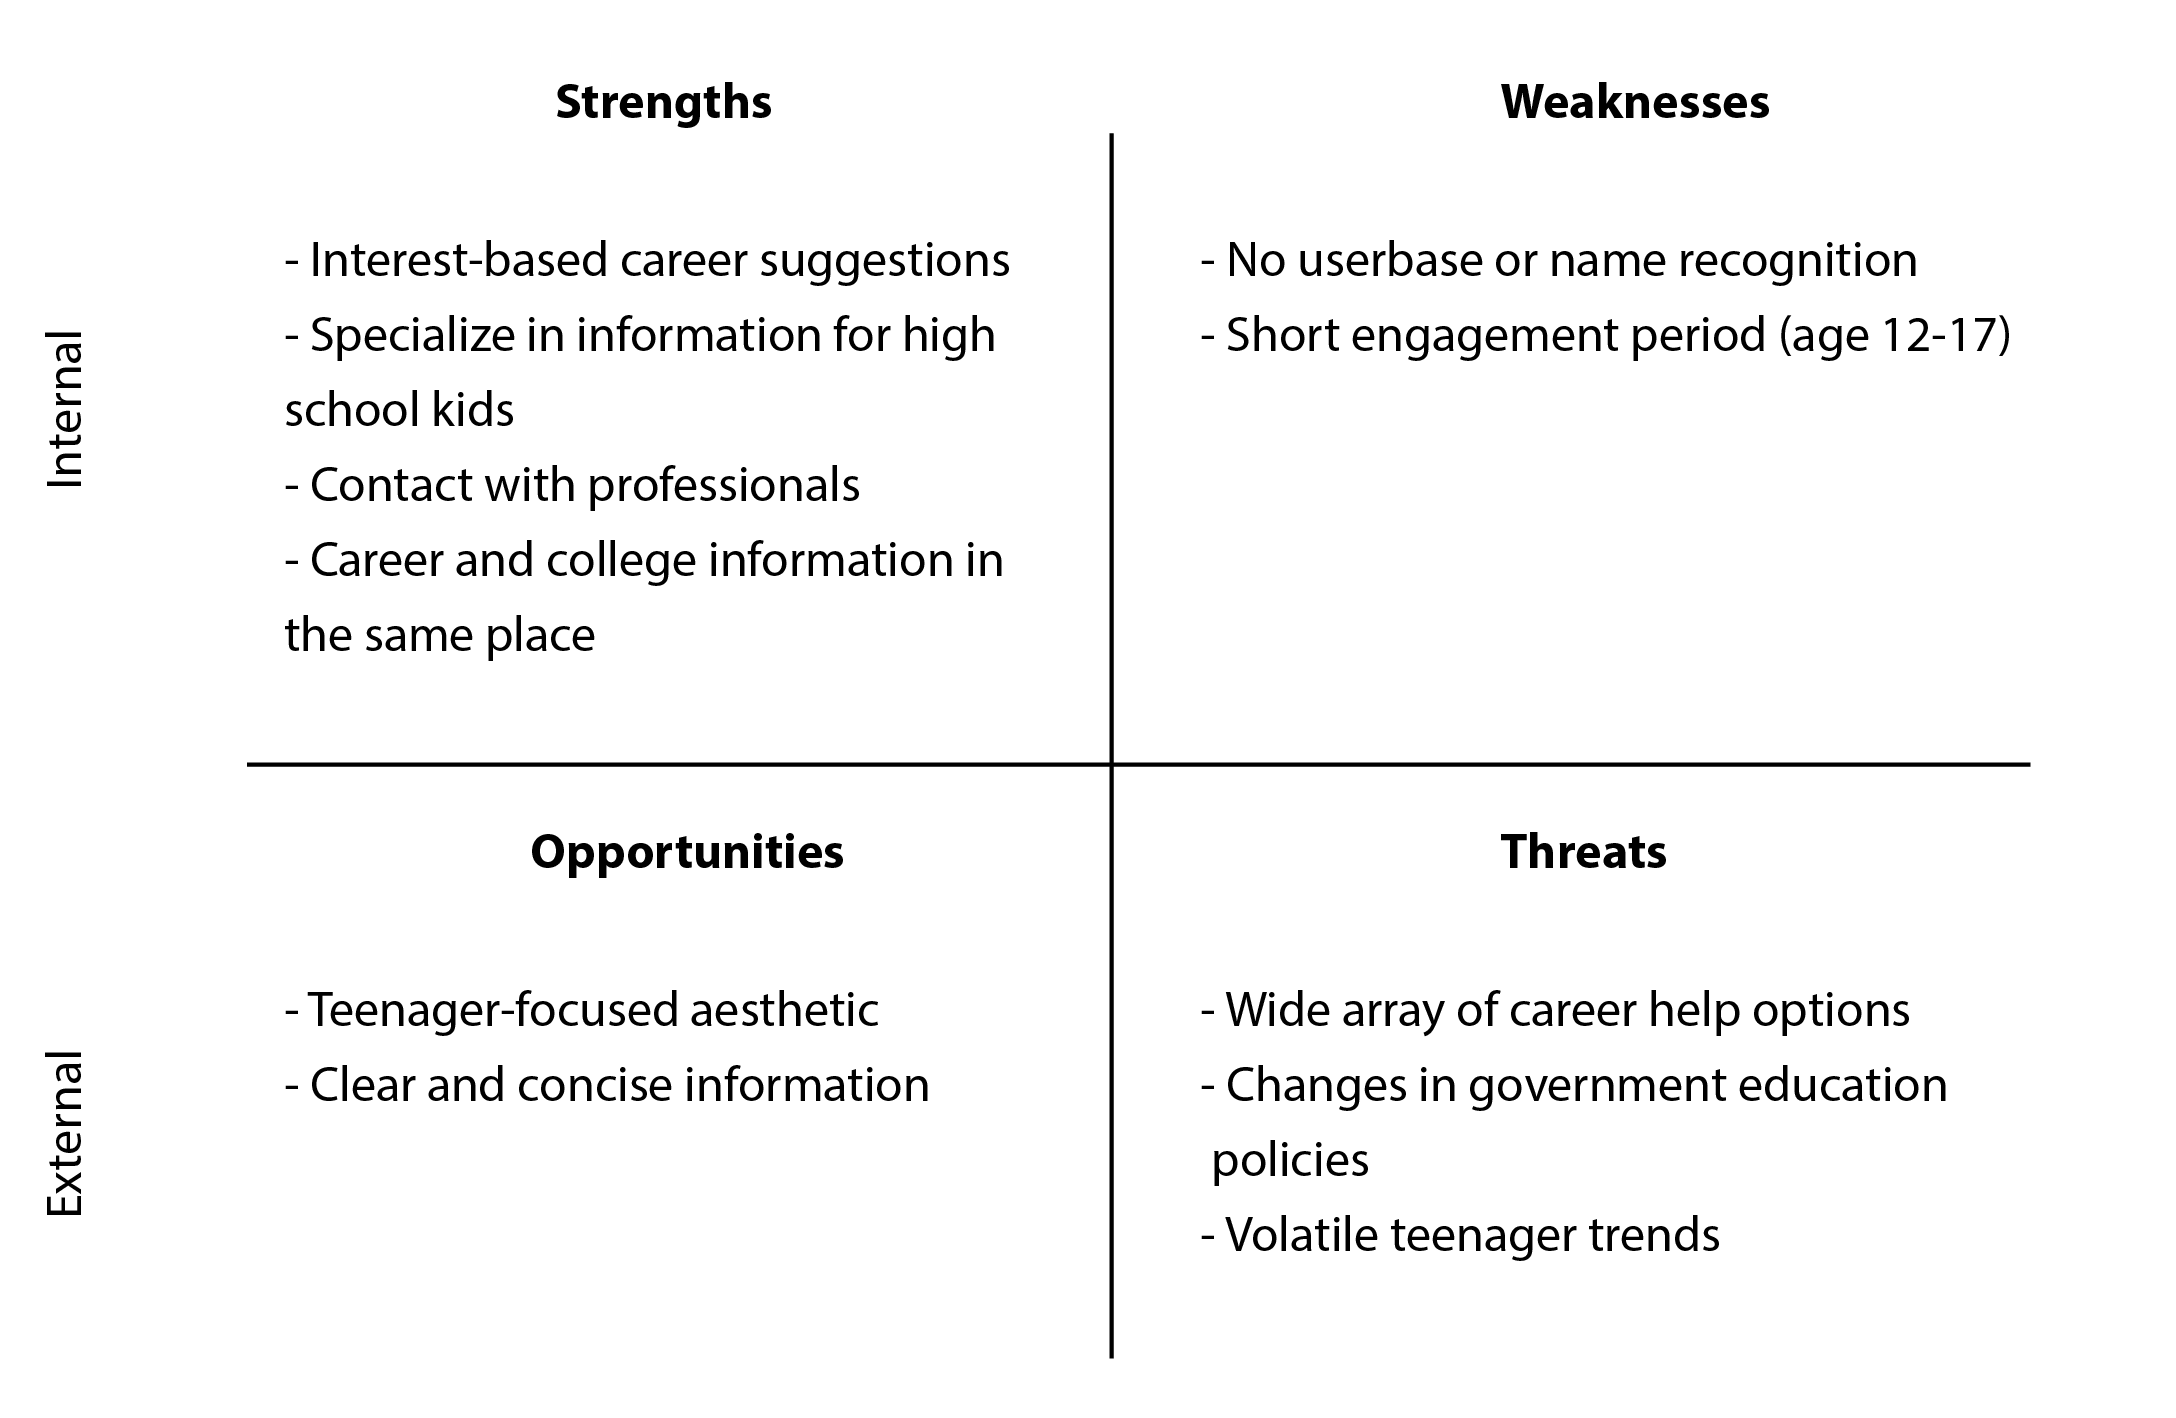 Strengths
Weaknesses
Internal
- Interest-based career suggestions
- Specialize in information for high
school kids
- Contact with professionals
- Career and college information in
the same place
- No userbase or name recognition
- Short engagement period (age 12-17)
External
Opportunities
- Teenager-focused aesthetic
- Clear and concise information
Threats
- Wide array of career help options
- Changes in government education
policies
- Volatile teenager trends